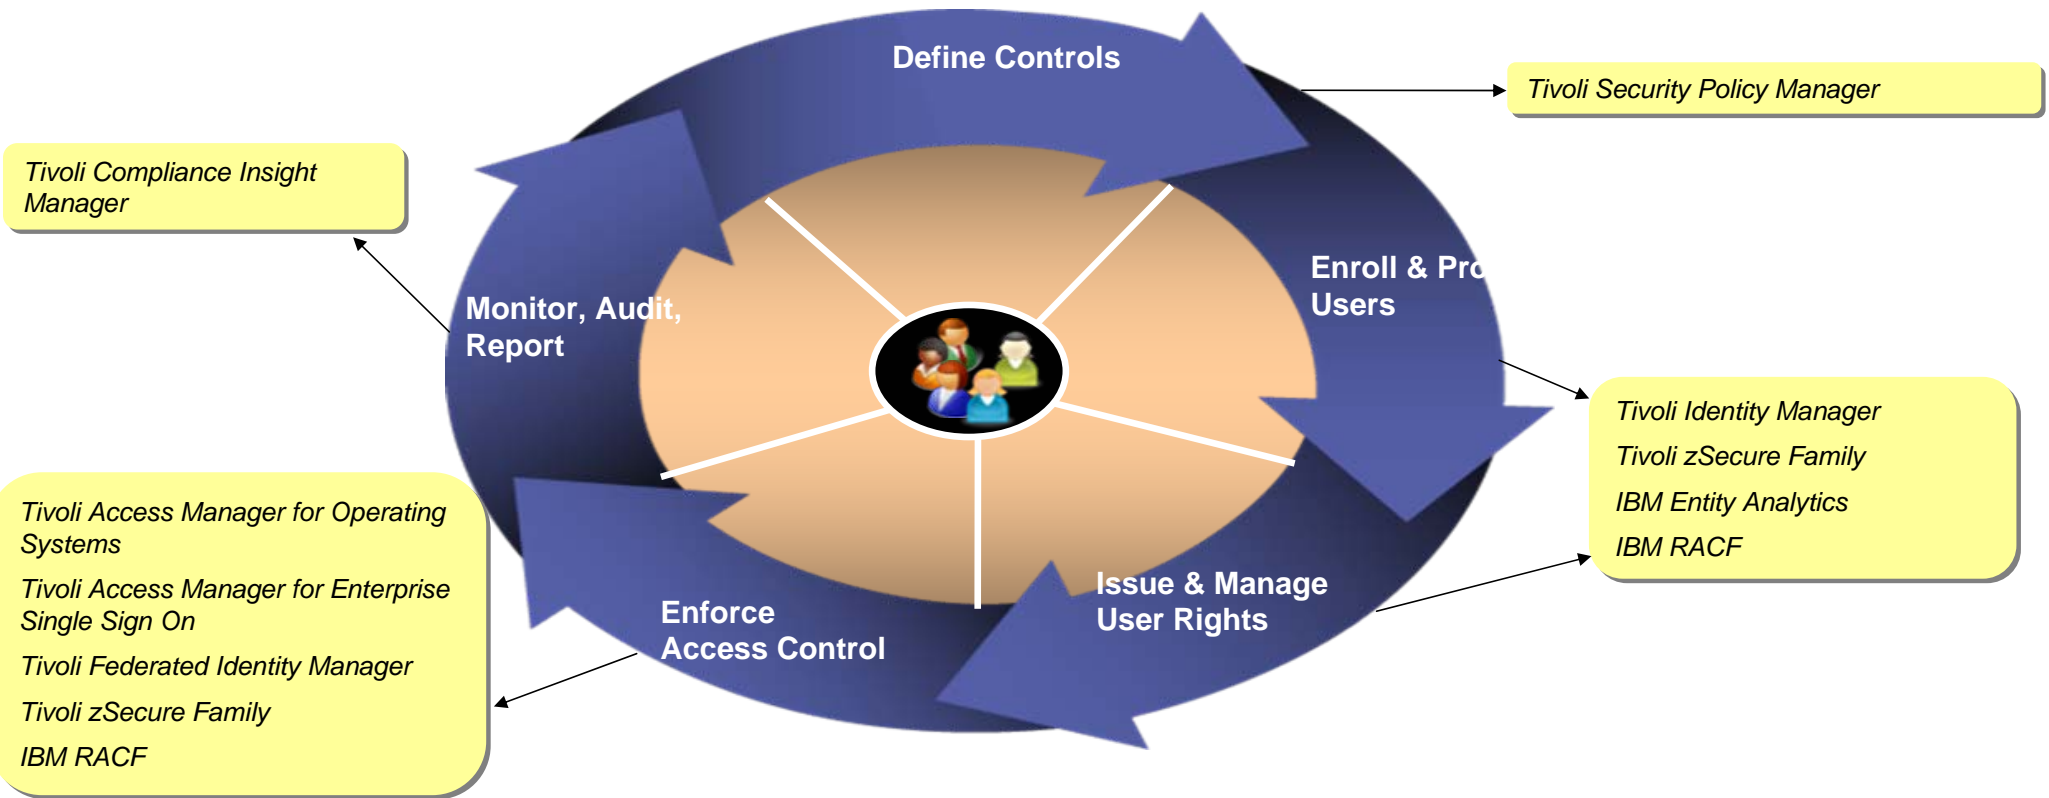 Define Controls
Tivoli Security Policy Manager
Tivoli Compliance Insight
Manager
Enroll & Pro
Users
Monitor, Audit,
Report
Tivoli Identity Manager
Tivoli zSecure Family
IBM Entity Analytics
IBM RACF
Tivoli Access Manager for Operating
Systems
Tivoli Access Manager for Enterprise
Single Sign On
Tivoli Federated Identity Manager
Tivoli zSecure Family
IBM RACF
Issue & Manage
User Rights
Enforce
Access Control